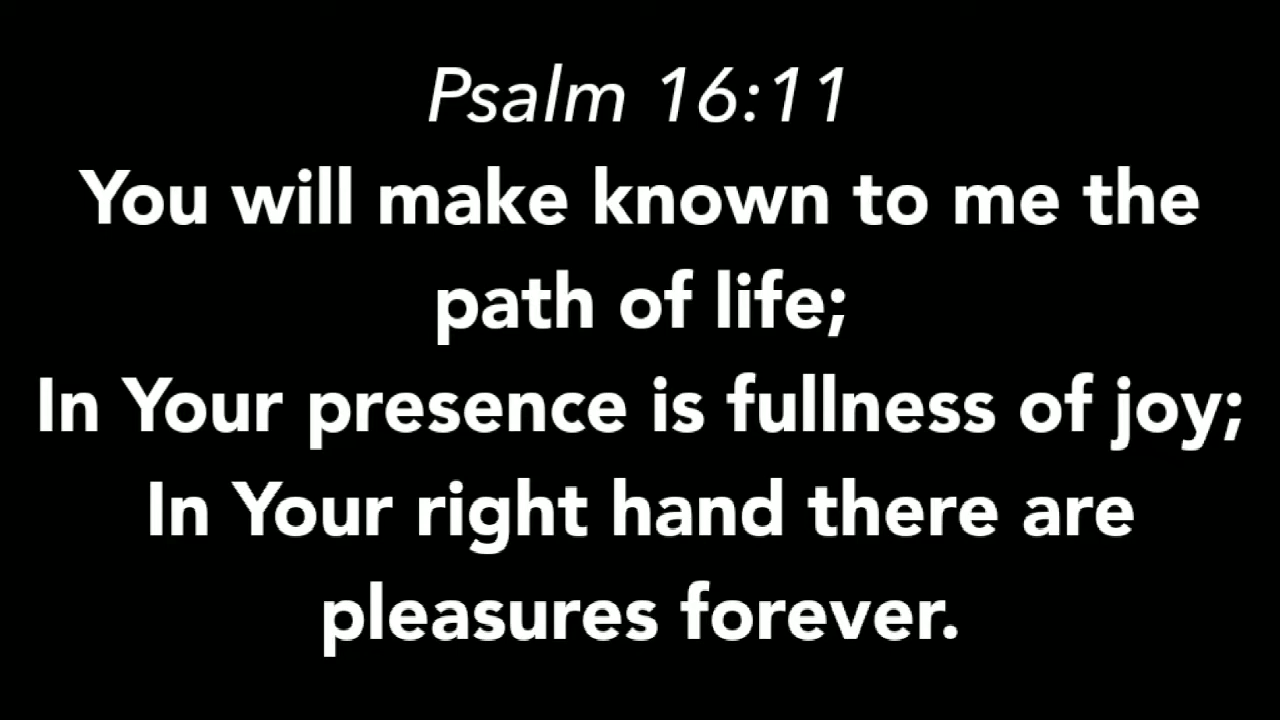 Psalm 16:11
You will make known to me the
path of life;
In Your presence is fullness of joy;
In Your right hand there are
pleasures forever.